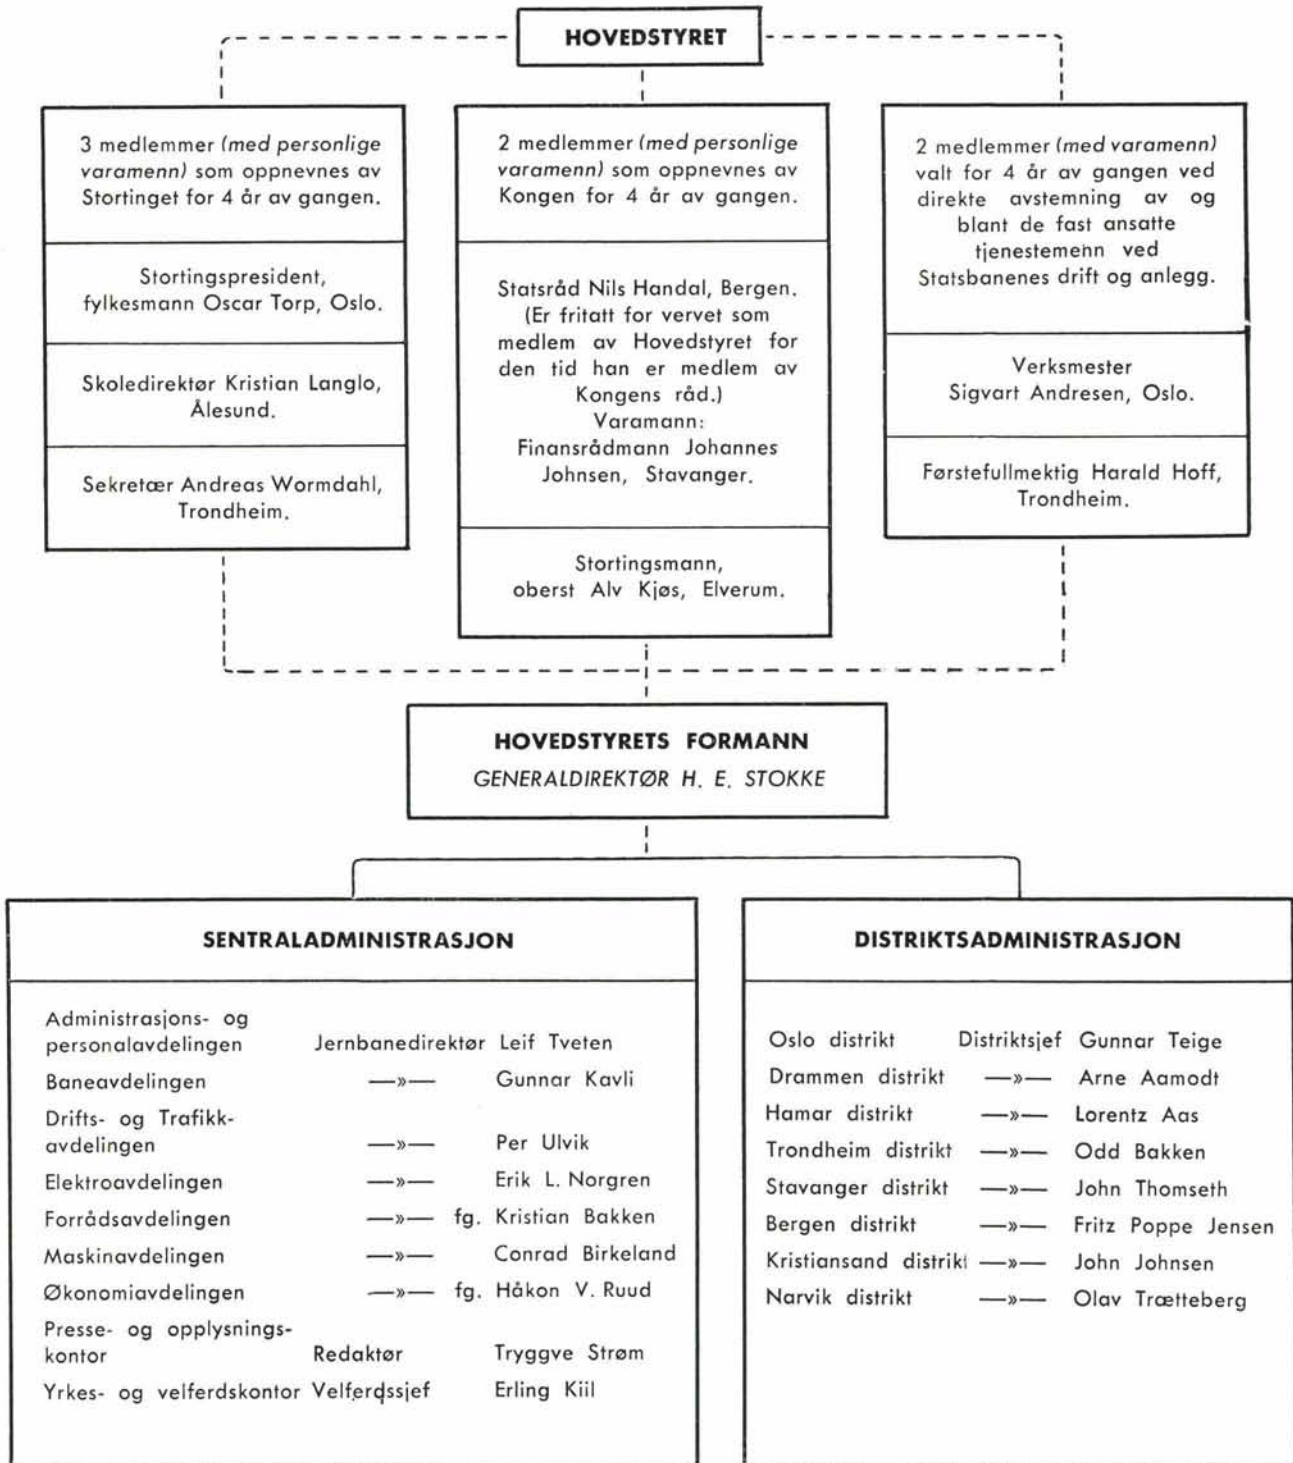 HOVEDSTYRET
3 medlemmer (med personlige
varamenn) som oppnevnes av
Stortinget for 4 år av gangen.
Stortingspresident,
fylkesmann Oscar Torp, Oslo.
Skoledirektør Kristian Langlo,
Ålesund.
Sekretær Andreas Wormdahl,
Trondheim.
2 medlemmer (med personlige
varamenn) som oppnevnes av
Kongen for 4 år av gangen.
Statsråd Nils Handal, Bergen.
(Er fritatt for vervet som
medlem av Hovedstyret for
den tid han er medlem av
Kongens råd.)
Varamann:
Finansrådmann Johannes
Johnsen, Stavanger.
Stortingsmann,
oberst Alv Kjøs, Elverum.
2 medlemmer (med varamenn)
valt for 4 år av gangen ved
direkte avstemning av og
blant de fast ansatte
tjenestemenn ved
Statsbanenes drift og anlegg.
Verksmester
Sigvart Andresen, Oslo.
Førstefullmektig Harald Hoff,
Trondheim.
HOVEDSTYRETS FORMANN
GENERALDIREKTØR H. E. STOKKE
SENTRALADMINISTRASJON
Administrasjons- og
personalavdelingen Jernbanedirektør Leif Tveten
Baneavdelingen —»— Gunnar Kavli
Drifts- og Trafikk-
avdelingen —»— Per Ulvik
Elektroavdelingen —»— Erik L. Norgren
Forrådsavdelingen —»— fg. Kristian Bakken
Maskinavdelingen —»— Conrad Birkeland
Økonomiavdelingen —»— fg. Håkon V. Ruud
Presse- og opplysnings-
kontor Redaktør Tryggve Strøm
Yrkes- og velferdskontor Velferdssjef Erling Kiil
DISTRIKTSADMINISTRASJON
Oslo distrikt Distriktsjef Gunnar Teige
Drammen distrikt —»— Arne Aamodt
Hamar distrikt —»— Lorentz Aas
Trondheim distrikt —»— Odd Bakken
Stavanger distrikt —»— John Thomseth
Bergen distrikt —»— Fritz Poppe Jensen
Kristiansand distrikt —»— John Johnsen
Narvik distrikt —»— Olav Trætteberg